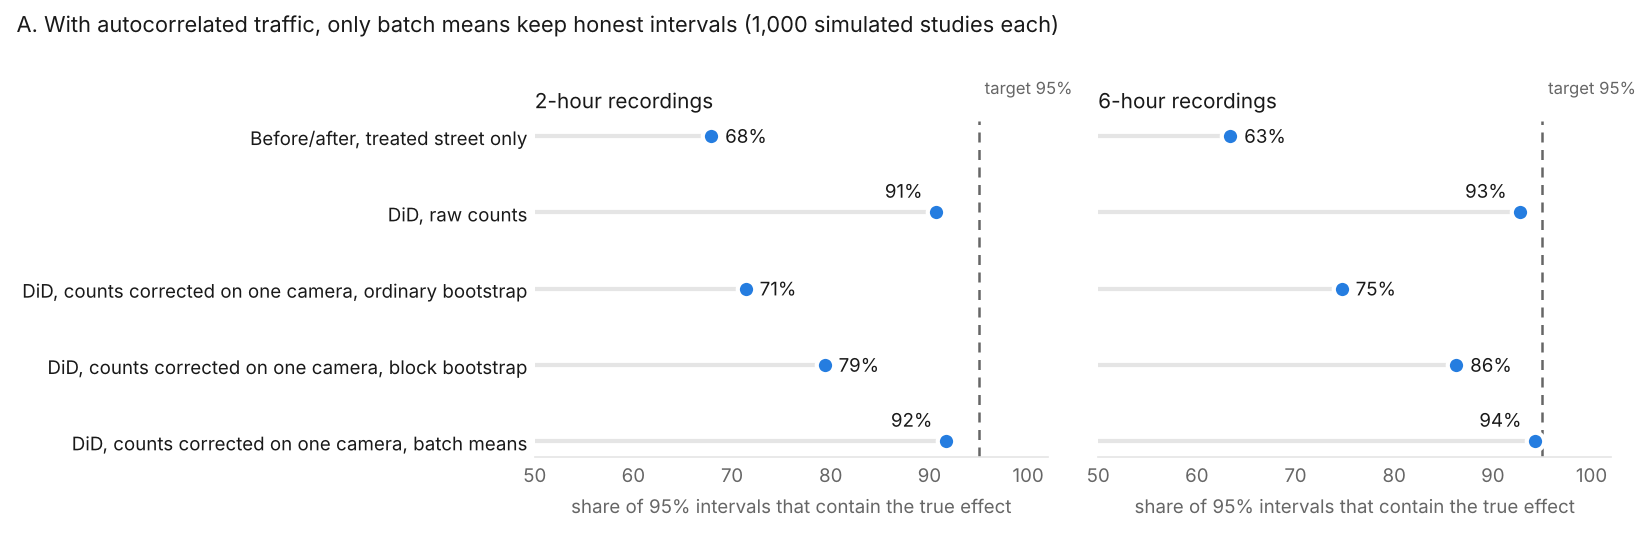 A. With autocorrelated traffic, only batch means keep honest intervals (1,000 simulated studies each)
2-hour recordings
target 95%
6-hour recordings
target 95%
Before/after, treated street only
68%
63%
DiD, raw counts
91%
93%
DiD, counts corrected on one camera, ordinary bootstrap
71%
75%
DiD, counts corrected on one camera, block bootstrap
79%
86%
DiD, counts corrected on one camera, batch means
92%
94%
50 60 70 80 90 100
50 60 70 80 90 100
share of 95% intervals that contain the true effect
share of 95% intervals that contain the true effect